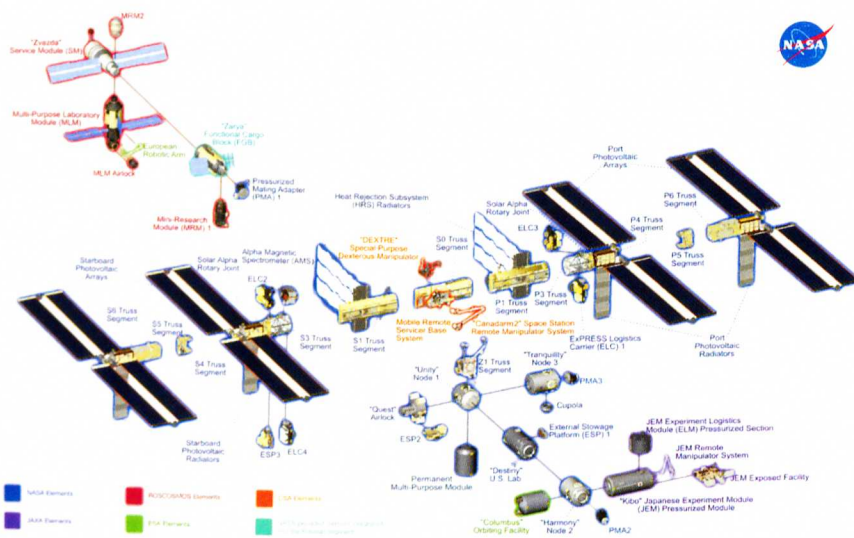 MRM2
NASA
"Zvezda"
Service Module (SM)
Multi-Purpose Laboratory
Module (MLM)
European
Robotic Arm
MLM Airlock
"Zarya"
Functional Cargo
Block (FGB)
Pressurized
Mating Adapter
(PMA) 1
Mini-Research
Module (MRM) 1
Heat Rejection Subsystem
(HRS) Radiators
Solar Alpha
Rotary Joint
Port
Photovoltaic
Arrays
P6 Truss
Segment
P4 Truss
Segment
P5 Truss
Segment
ELC3
S0 Truss
Segment
"DEXTRE"
Special Purpose
Dexterous Manipulator
Alpha Magnetic
Spectrometer (AMS)
Solar Alpha
Rotary Joint
ELC2
Starboard
Photovoltaic
Arrays
S6 Truss
Segment
S5 Truss
Segment
S4 Truss
Segment
S3 Truss
Segment
S1 Truss
Segment
Mobile Remote
Servicer Base
System
"Canadarm2" Space Station
Remote Manipulator System
P1 Truss
Segment
P3 Truss
Segment
ExPRESS Logistics
Carrier (ELC) 1
Port
Photovoltaic
Radiators
Starboard
Photovoltaic
Radiators
ESP3
ELC4
Z1 Truss
Segment
"Unity"
Node 1
"Tranquility"
Node 3
PMA3
Cupola
"Quest"
Airlock
ESP2
External Stowage
Platform (ESP) 1
Permanent
Multi-Purpose Module
"Destiny"
U.S. Lab
JEM Experiment Logistics
Module (ELM) Pressurized Section
JEM Remote
Manipulator System
JEM Exposed Facility
"Kibo" Japanese Experiment Module
(JEM) Pressurized Module
"Columbus"
Orbiting Facility
"Harmony"
Node 2
PMA2
NASA Elements
ROSCOSMOS Elements
CSA Elements
JAXA Elements
ESA Elements